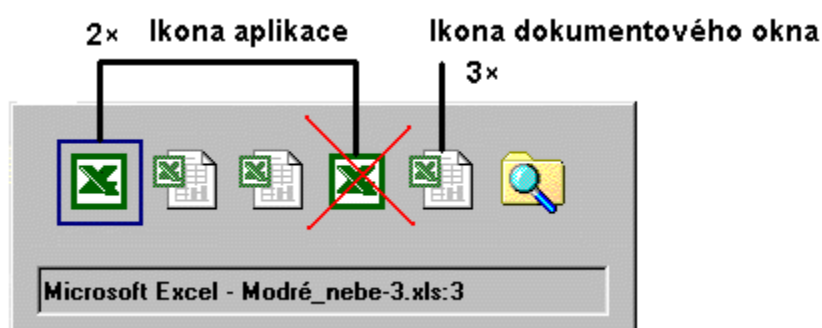 2× Ikona aplikace Ikona dokumentového okna
3×
Microsoft Excel - Modré_nebe-3.xls:3